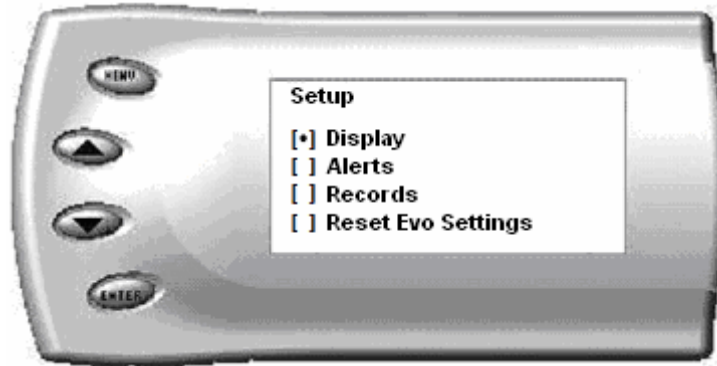 MENU
Setup
[•] Display
[ ] Alerts
[ ] Records
[ ] Reset Evo Settings
ENTER